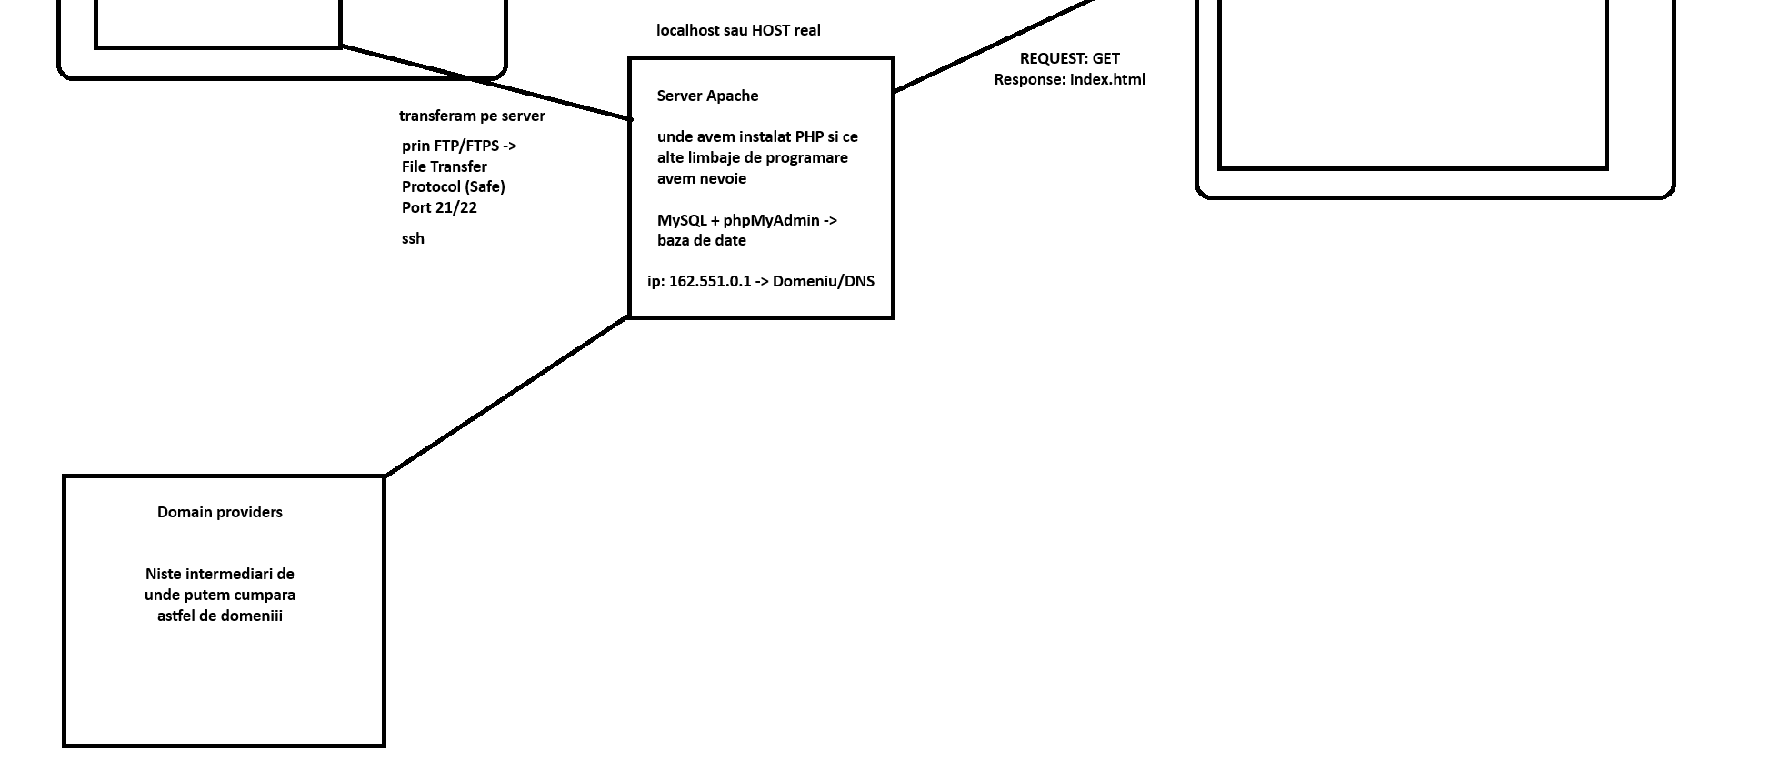 localhost sau HOST real
REQUEST: GET
Response: Index.html
Server Apache
unde avem instalat PHP si ce
alte limbaje de programare
avem nevoie
MySQL + phpMyAdmin ->
baza de date
ip: 162.551.0.1 -> Domeniu/DNS
transferam pe server
prin FTP/FTPS ->
File Transfer
Protocol (Safe)
Port 21/22
ssh
Domain providers
Niste intermediari de
unde putem cumpara
astfel de domeniii